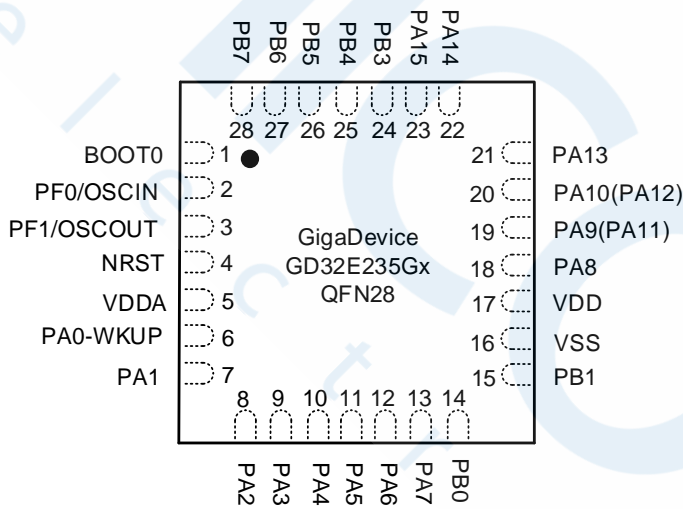 PB7 PB6 PB5 PB4 PB3 PA15 PA14
28 27 26 25 24 23 22
BOOT0 1 21 PA13
PF0/OSCIN 2 20 PA10(PA12)
PF1/OSCOUT 3 19 PA9(PA11)
GigaDevice
GD32E235Gx
QFN28
NRST 4 18 PA8
VDDA 5 17 VDD
PA0-WKUP 6 16 VSS
PA1 7 15 PB1
8 9 10 11 12 13 14
PA2 PA3 PA4 PA5 PA6 PA7 PB0